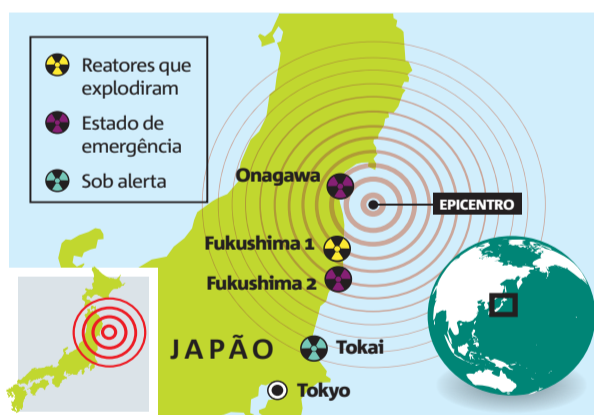 Reatores que
explodiram
Estado de
emergência
Sob alerta
Onagawa
EPICENTRO
Fukushima 1
Fukushima 2
JAPÃO
Tokai
Tokyo